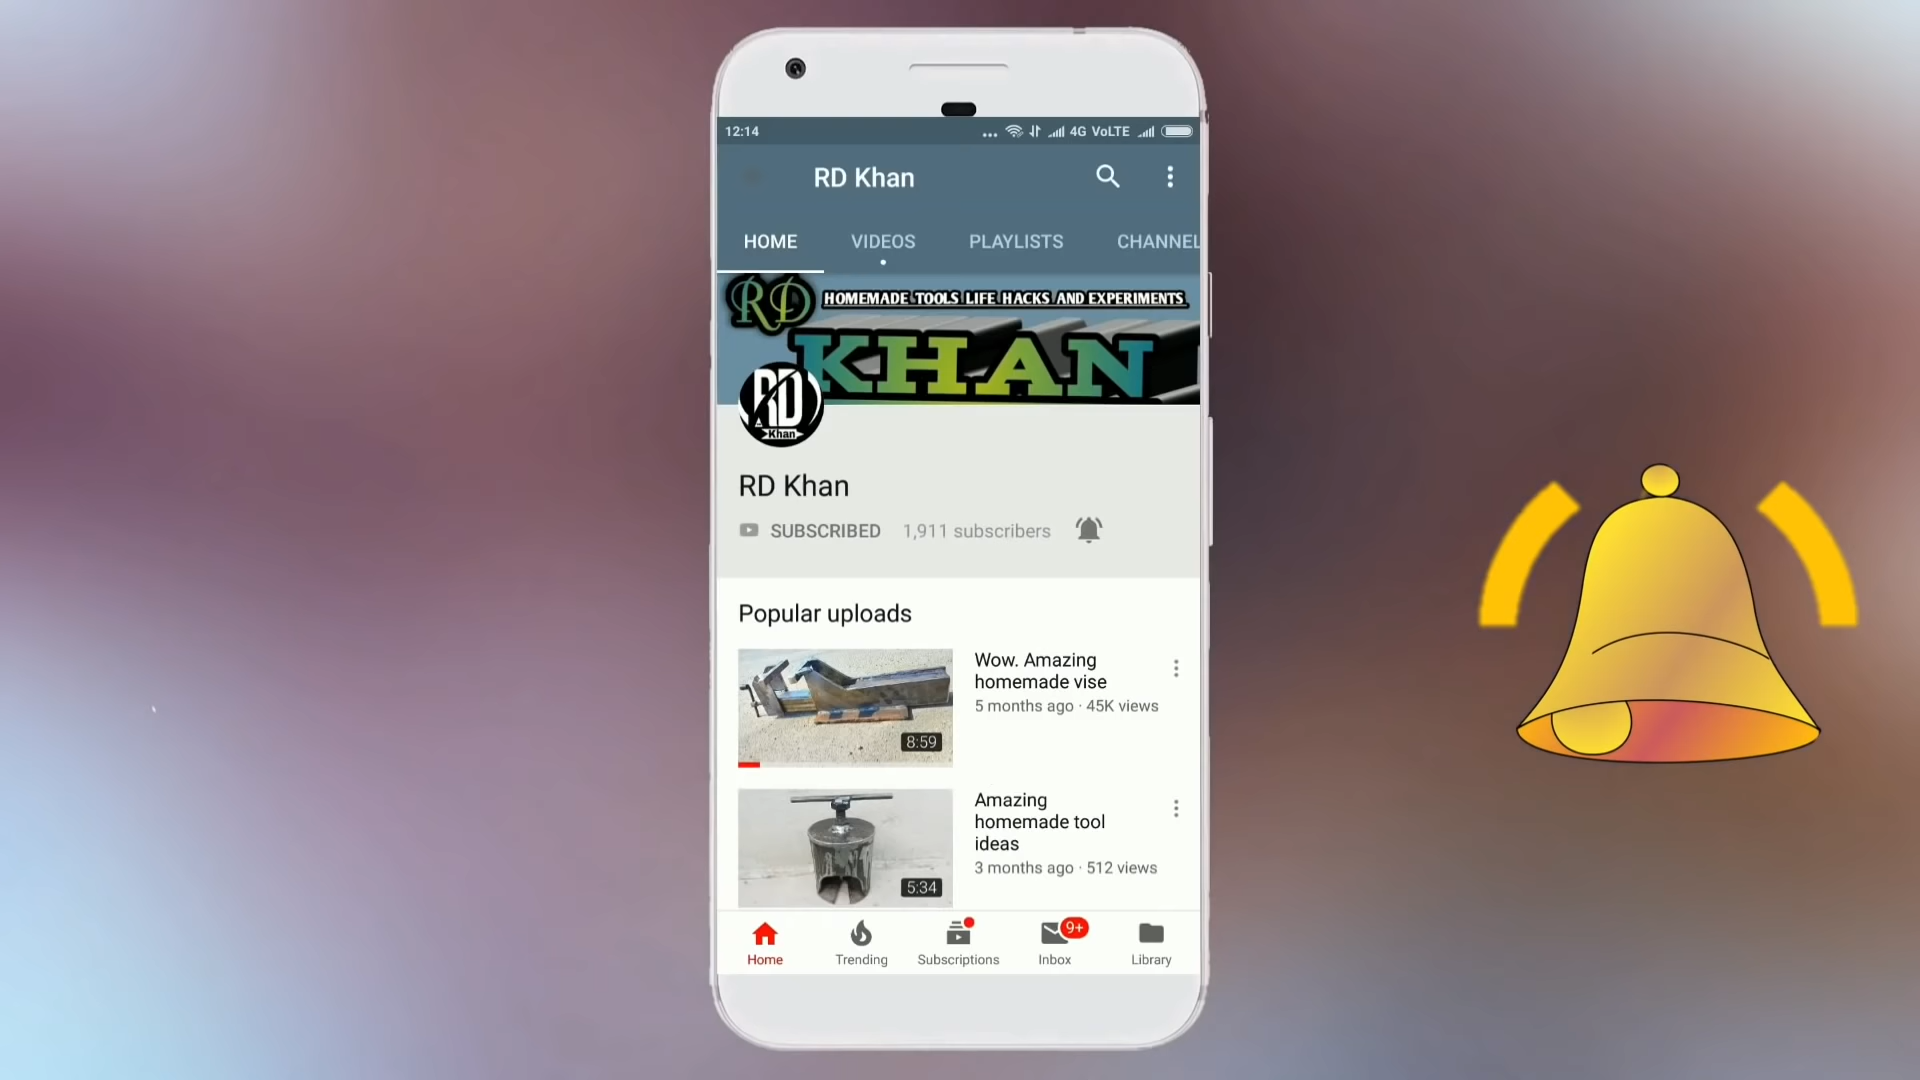 12:14
4G VoLTE
RD Khan
HOME VIDEOS PLAYLISTS CHANNEL
RD HOMEMADE TOOLS LIFE HACKS AND EXPERIMENTS
KHAN
RD
Khan
RD Khan
SUBSCRIBED 1,911 subscribers
Popular uploads
Wow. Amazing
homemade vise
5 months ago · 45K views
8:59
Amazing
homemade tool
ideas
3 months ago · 512 views
5:34
9+
Home Trending Subscriptions Inbox Library